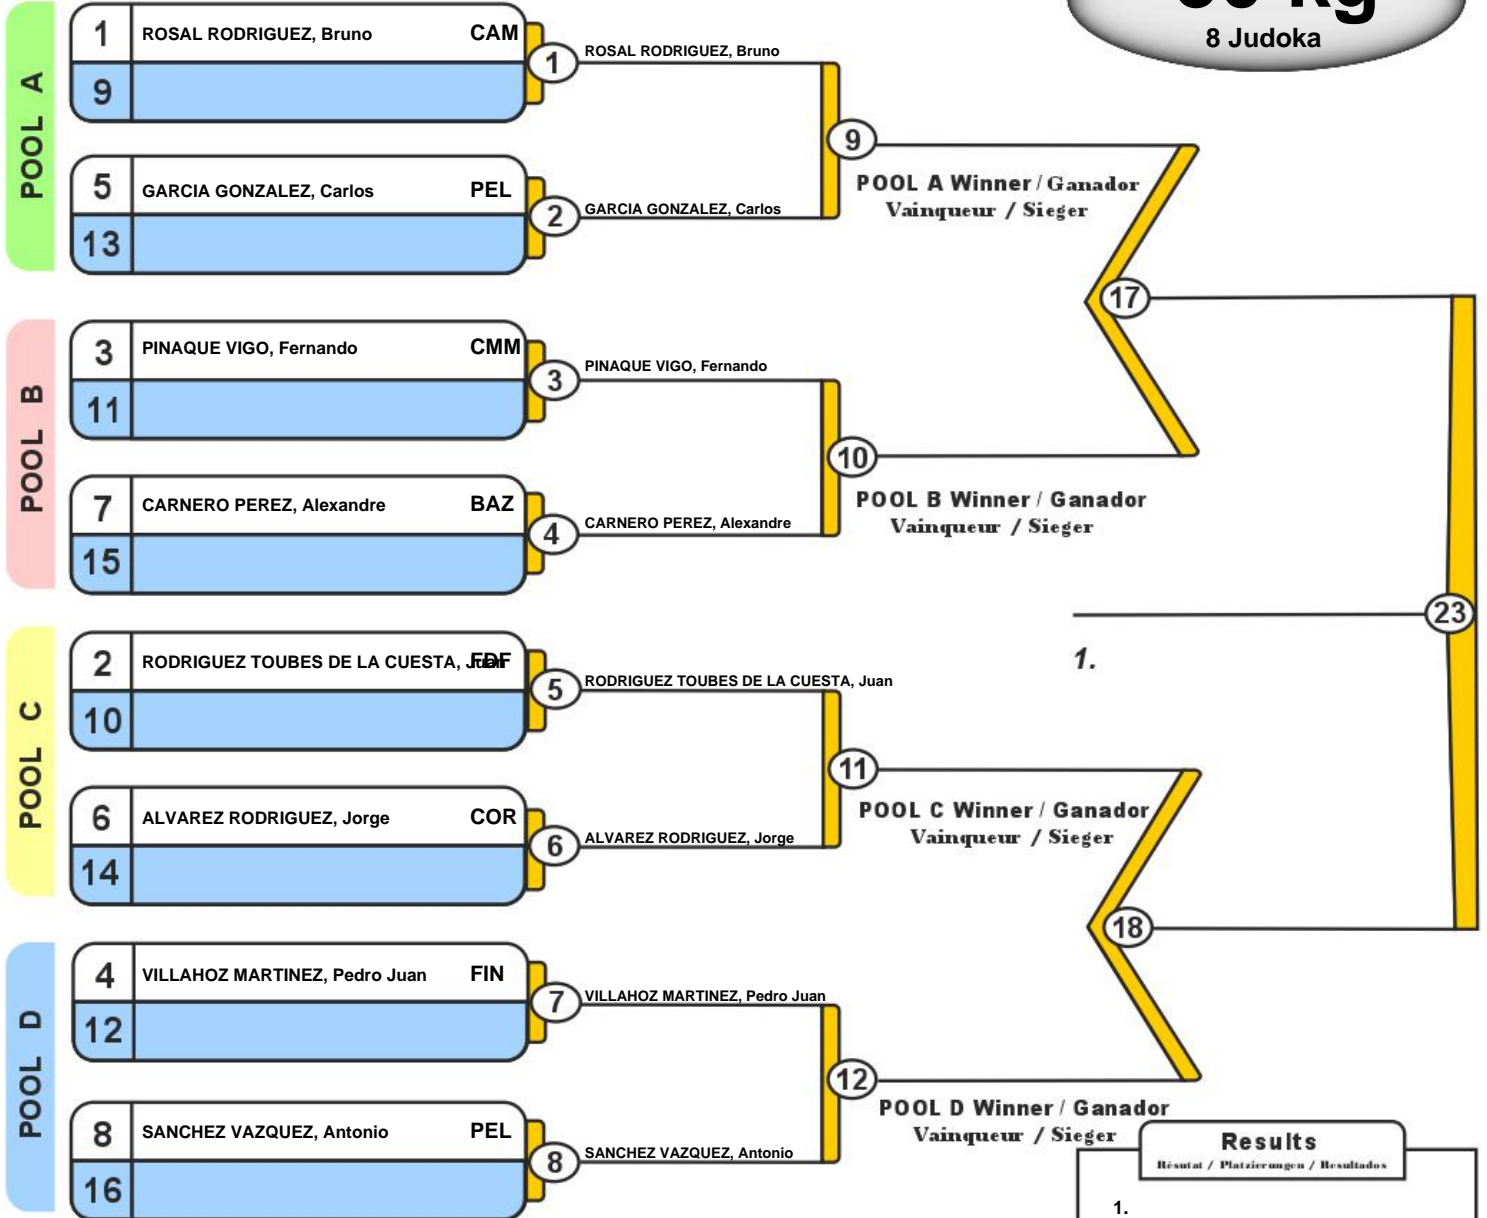 kg
8 Judoka
POOL A
1 ROSAL RODRIGUEZ, Bruno CAM
9
1
ROSAL RODRIGUEZ, Bruno
5 GARCIA GONZALEZ, Carlos PEL
13
2
GARCIA GONZALEZ, Carlos
9
POOL A Winner / Ganador
Vainqueur / Sieger
POOL B
3 PINAQUE VIGO, Fernando CMM
11
3
PINAQUE VIGO, Fernando
7 CARNERO PEREZ, Alexandre BAZ
15
4
CARNERO PEREZ, Alexandre
10
POOL B Winner / Ganador
Vainqueur / Sieger
17
23
1.
POOL C
2 RODRIGUEZ TOUBES DE LA CUESTA, Juan FDF
10
5
RODRIGUEZ TOUBES DE LA CUESTA, Juan
6 ALVAREZ RODRIGUEZ, Jorge COR
14
6
ALVAREZ RODRIGUEZ, Jorge
11
POOL C Winner / Ganador
Vainqueur / Sieger
18
POOL D
4 VILLAHOZ MARTINEZ, Pedro Juan FIN
12
7
VILLAHOZ MARTINEZ, Pedro Juan
8 SANCHEZ VAZQUEZ, Antonio PEL
16
8
SANCHEZ VAZQUEZ, Antonio
12
POOL D Winner / Ganador
Vainqueur / Sieger
Results
Résutat / Platzierungen / Resultados
1.